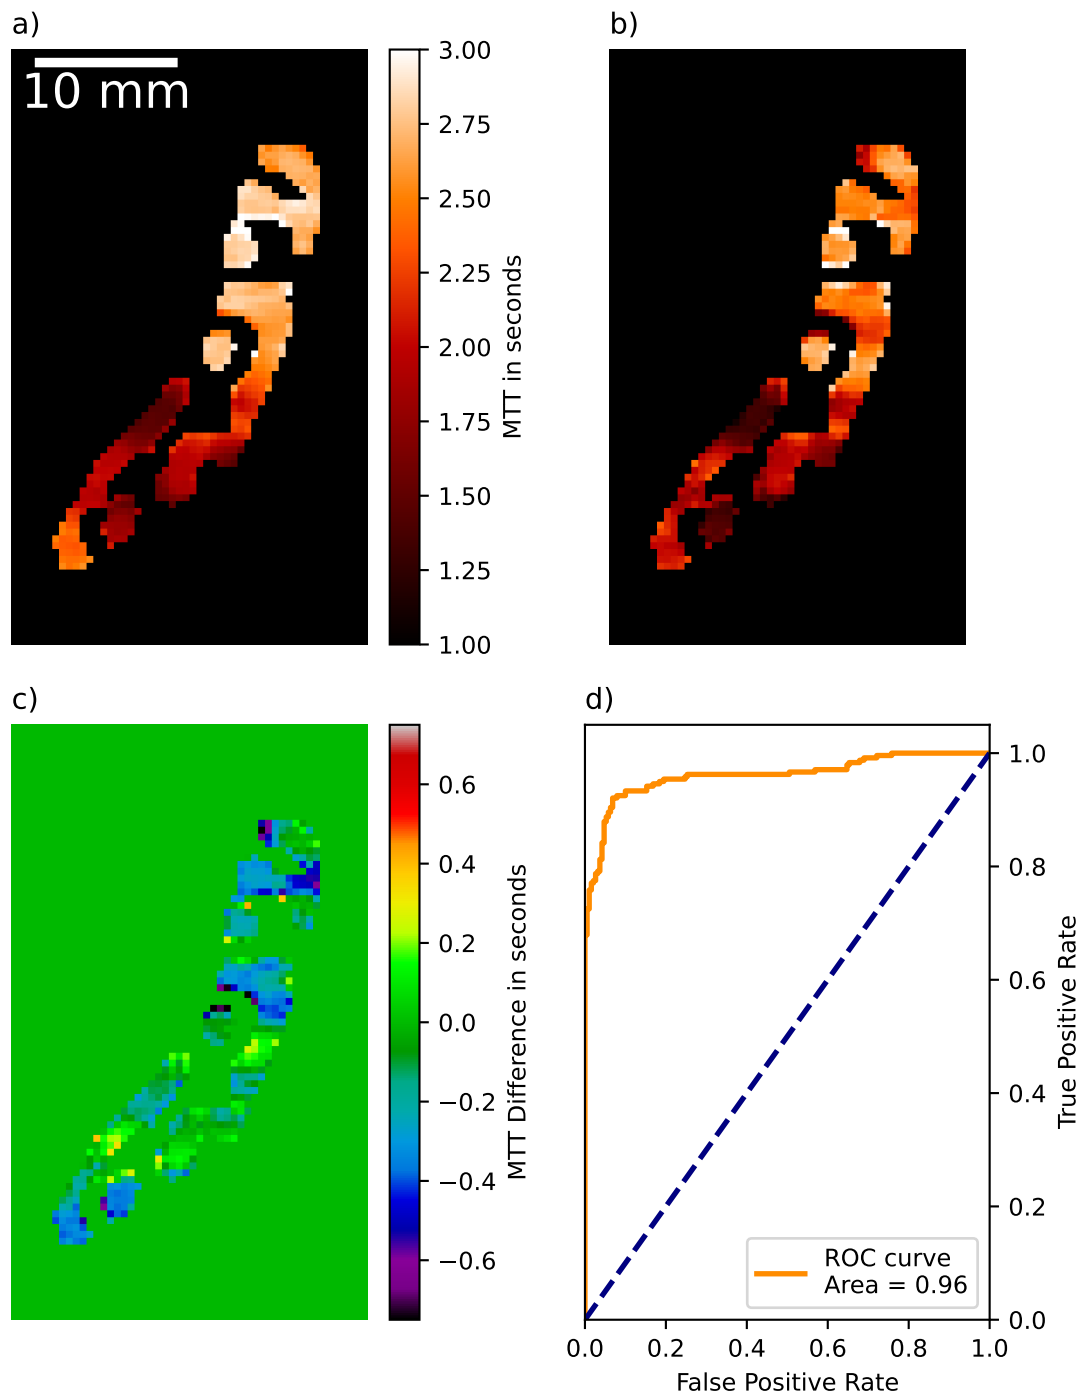 a)
10 mm
3.00
2.75
2.50
2.25
2.00
1.75
1.50
1.25
1.00
MTT in seconds
b)
c)
0.6
0.4
0.2
0.0
−0.2
−0.4
−0.6
MTT Difference in seconds
d)
1.0
0.8
0.6
0.4
0.2
0.0
True Positive Rate
ROC curve
Area = 0.96
0.0 0.2 0.4 0.6 0.8 1.0
False Positive Rate